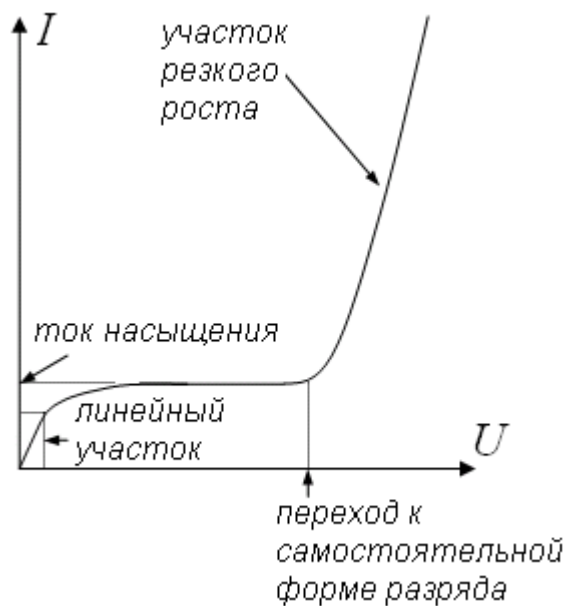 I
участок
резкого
роста
ток насыщения
линейный
участок
U
переход к
самостоятельной
форме разряда